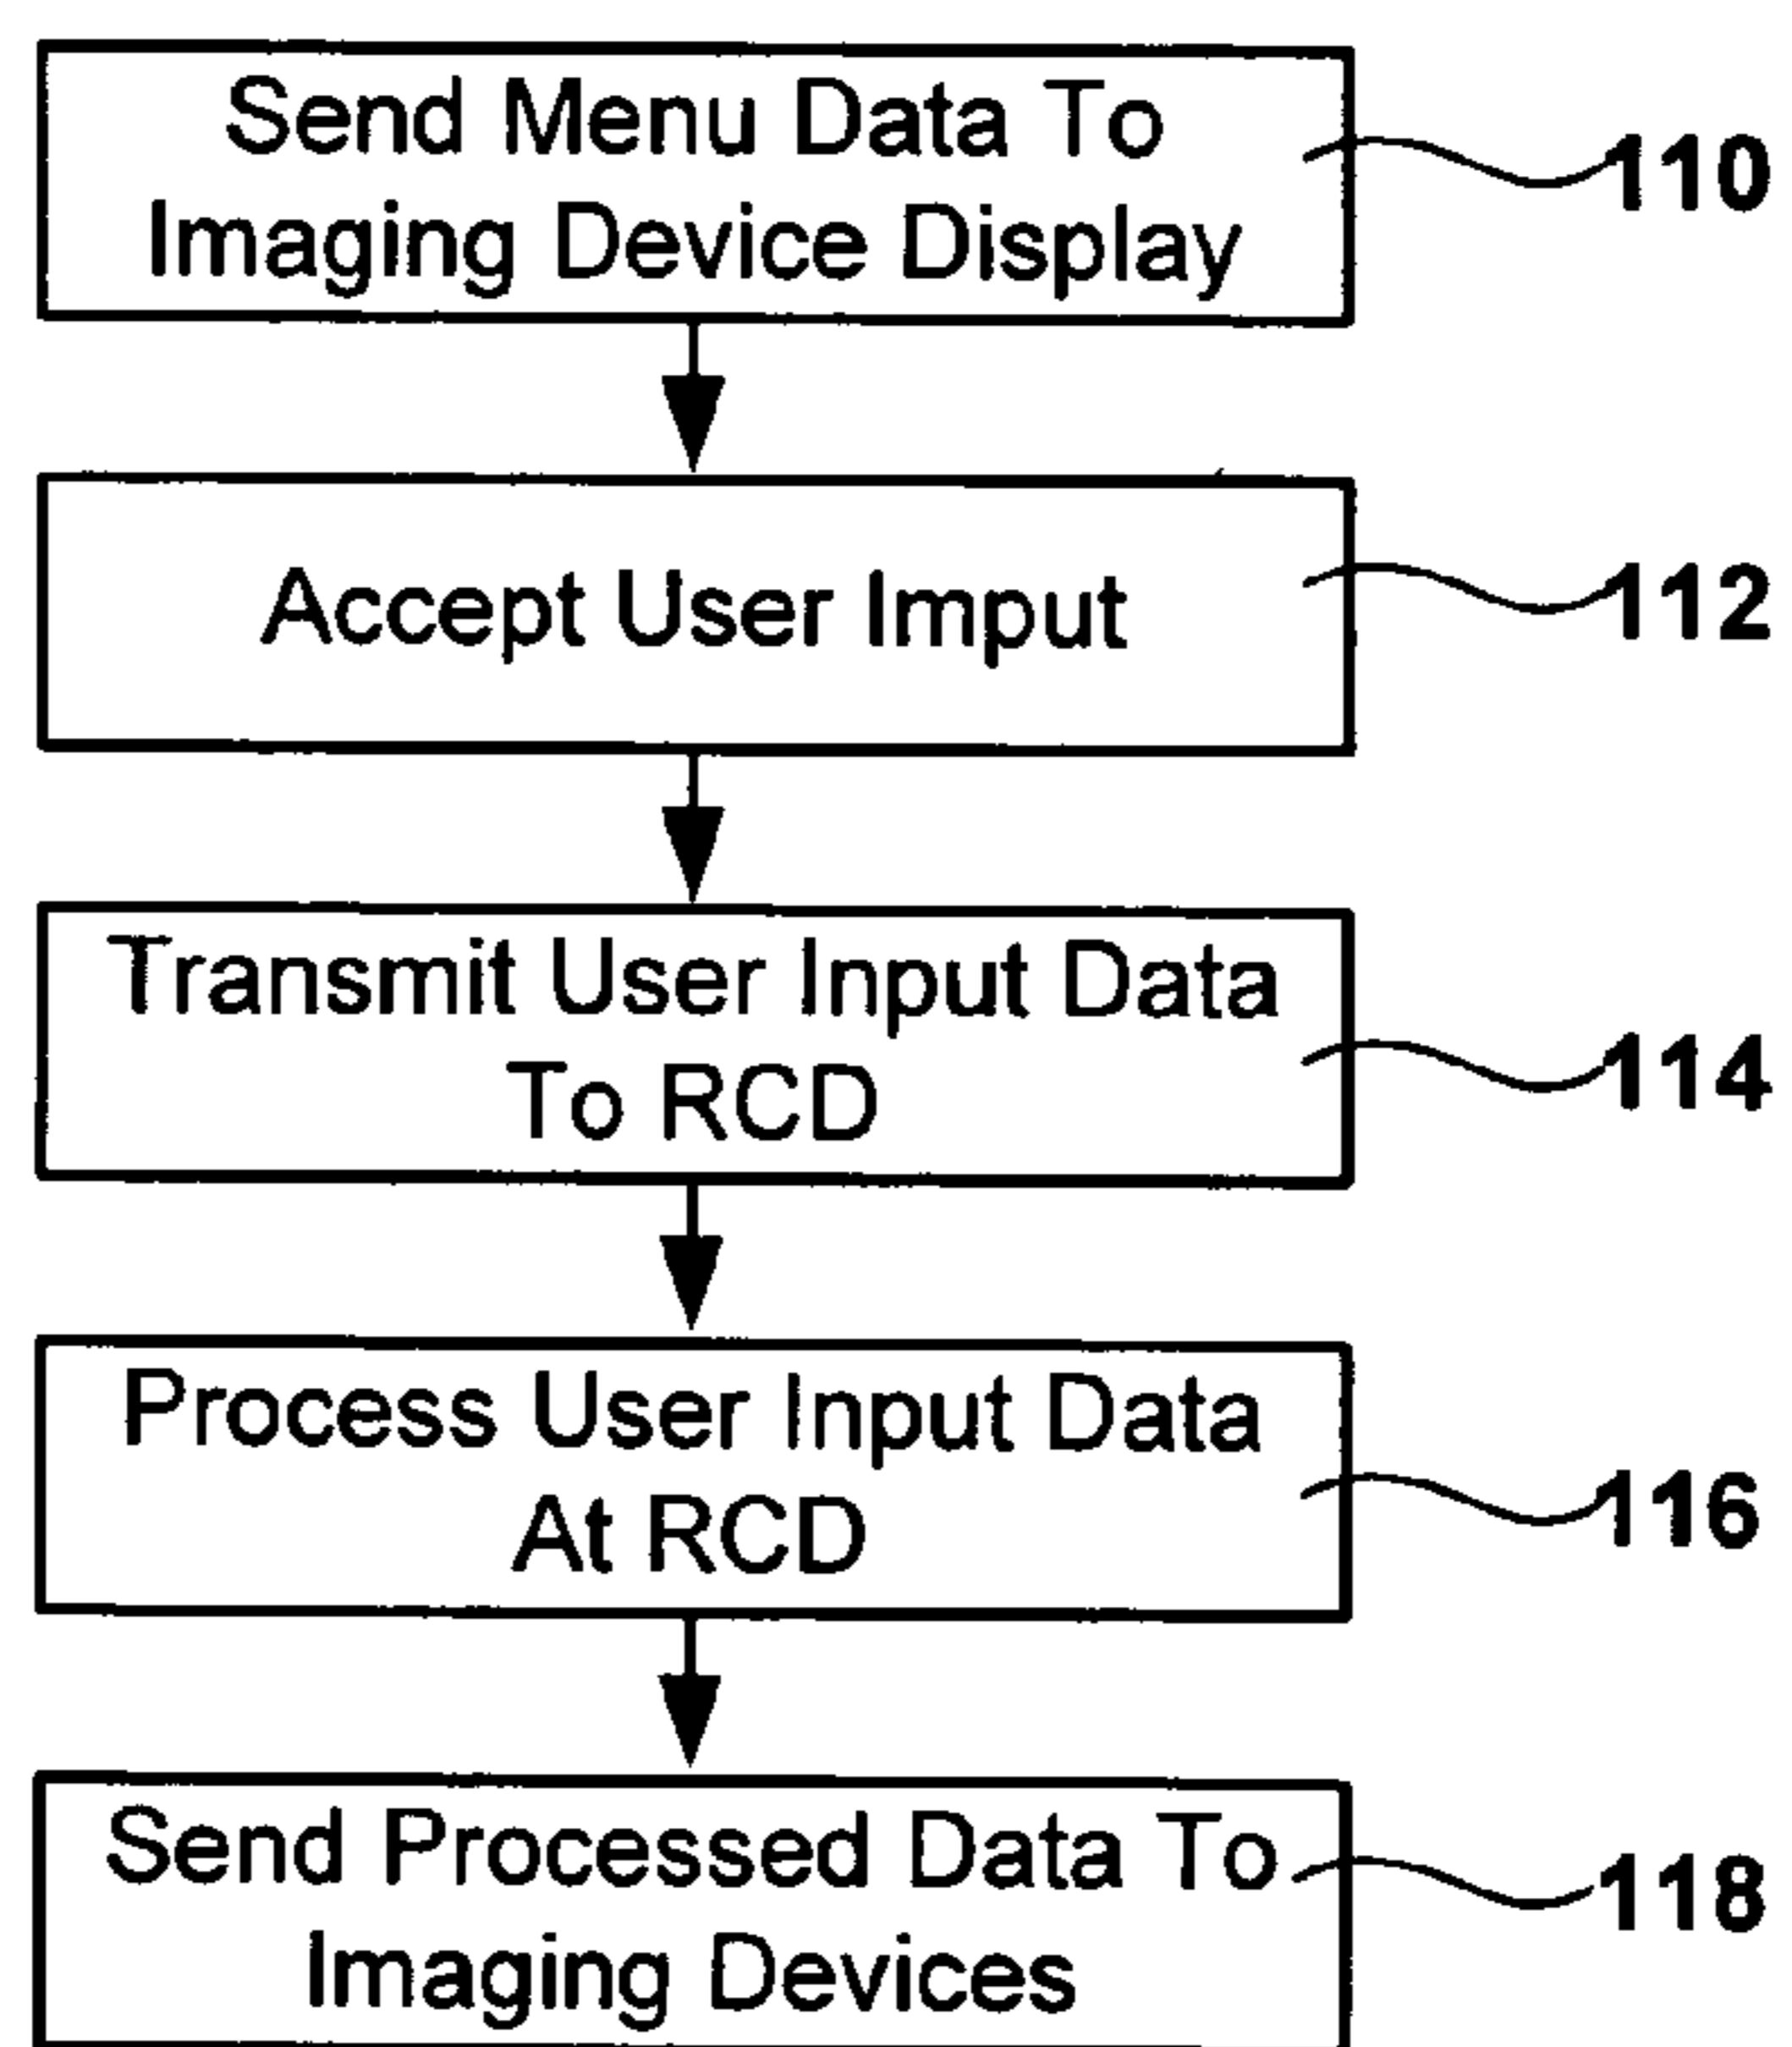 Send Menu Data To
Imaging Device Display
110
Accept User Imput
112
Transmit User Input Data
To RCD
114
Process User Input Data
At RCD
116
Send Processed Data To
Imaging Devices
118